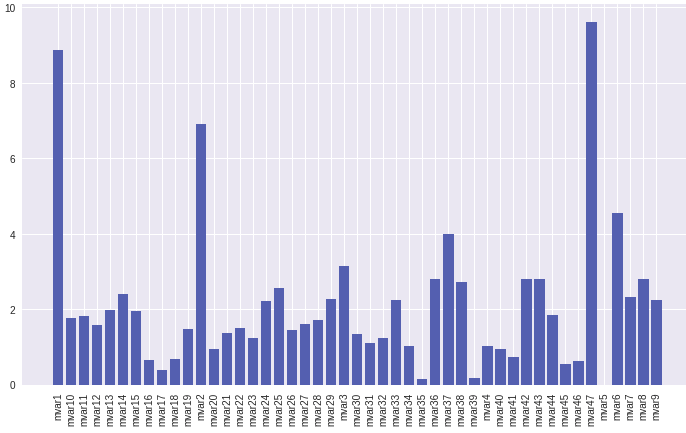 10
8
6
4
2
0
mvar1
mvar10
mvar11
mvar12
mvar13
mvar14
mvar15
mvar16
mvar17
mvar18
mvar19
mvar2
mvar20
mvar21
mvar22
mvar23
mvar24
mvar25
mvar26
mvar27
mvar28
mvar29
mvar3
mvar30
mvar31
mvar32
mvar33
mvar34
mvar35
mvar36
mvar37
mvar38
mvar39
mvar4
mvar40
mvar41
mvar42
mvar43
mvar44
mvar45
mvar46
mvar47
mvar5
mvar6
mvar7
mvar8
mvar9